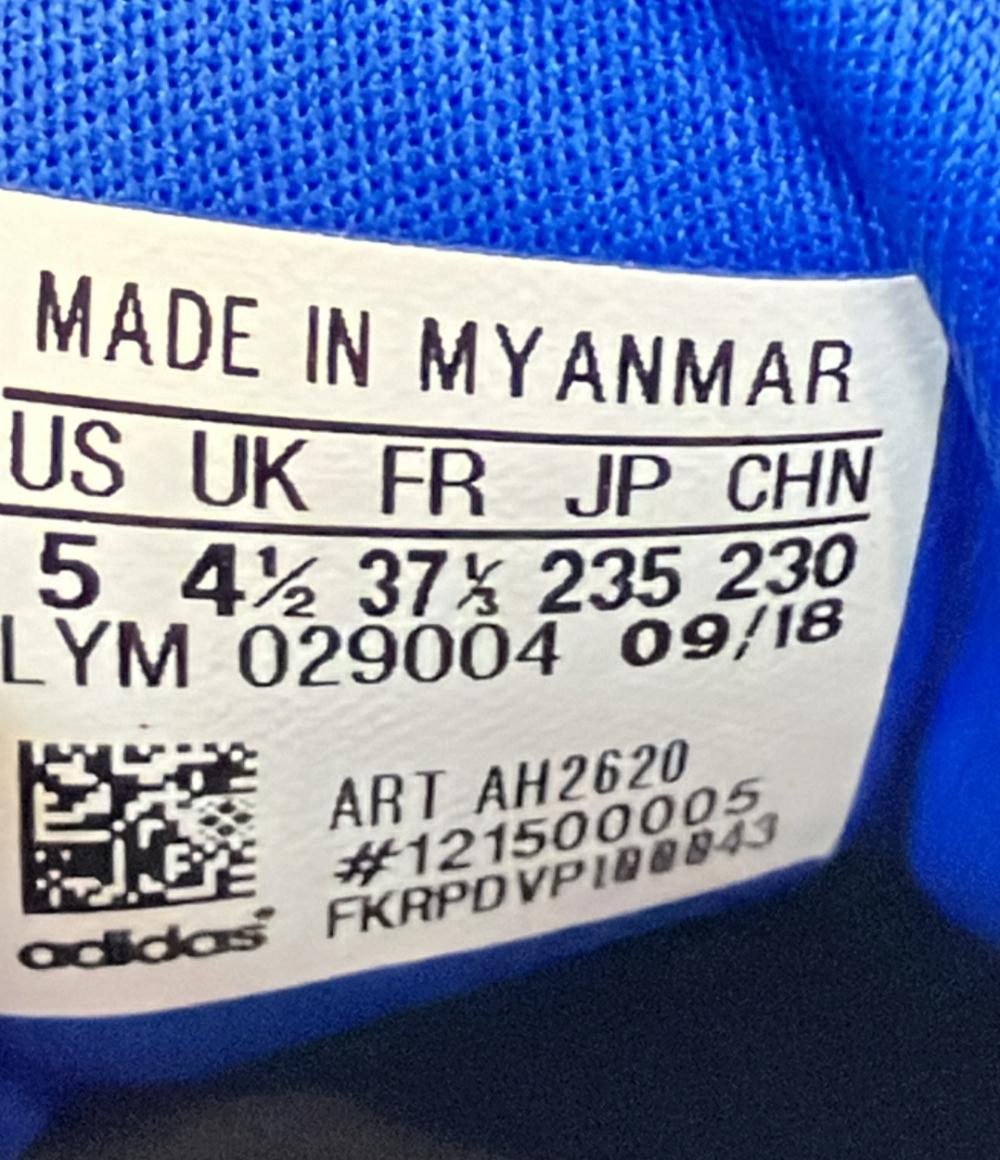 MADE IN MYANMAR
US UK FR JP CHN
5 4½ 37⅓ 235 230
LYM 029004 09/18
ART AH2620
#121500005
adidas